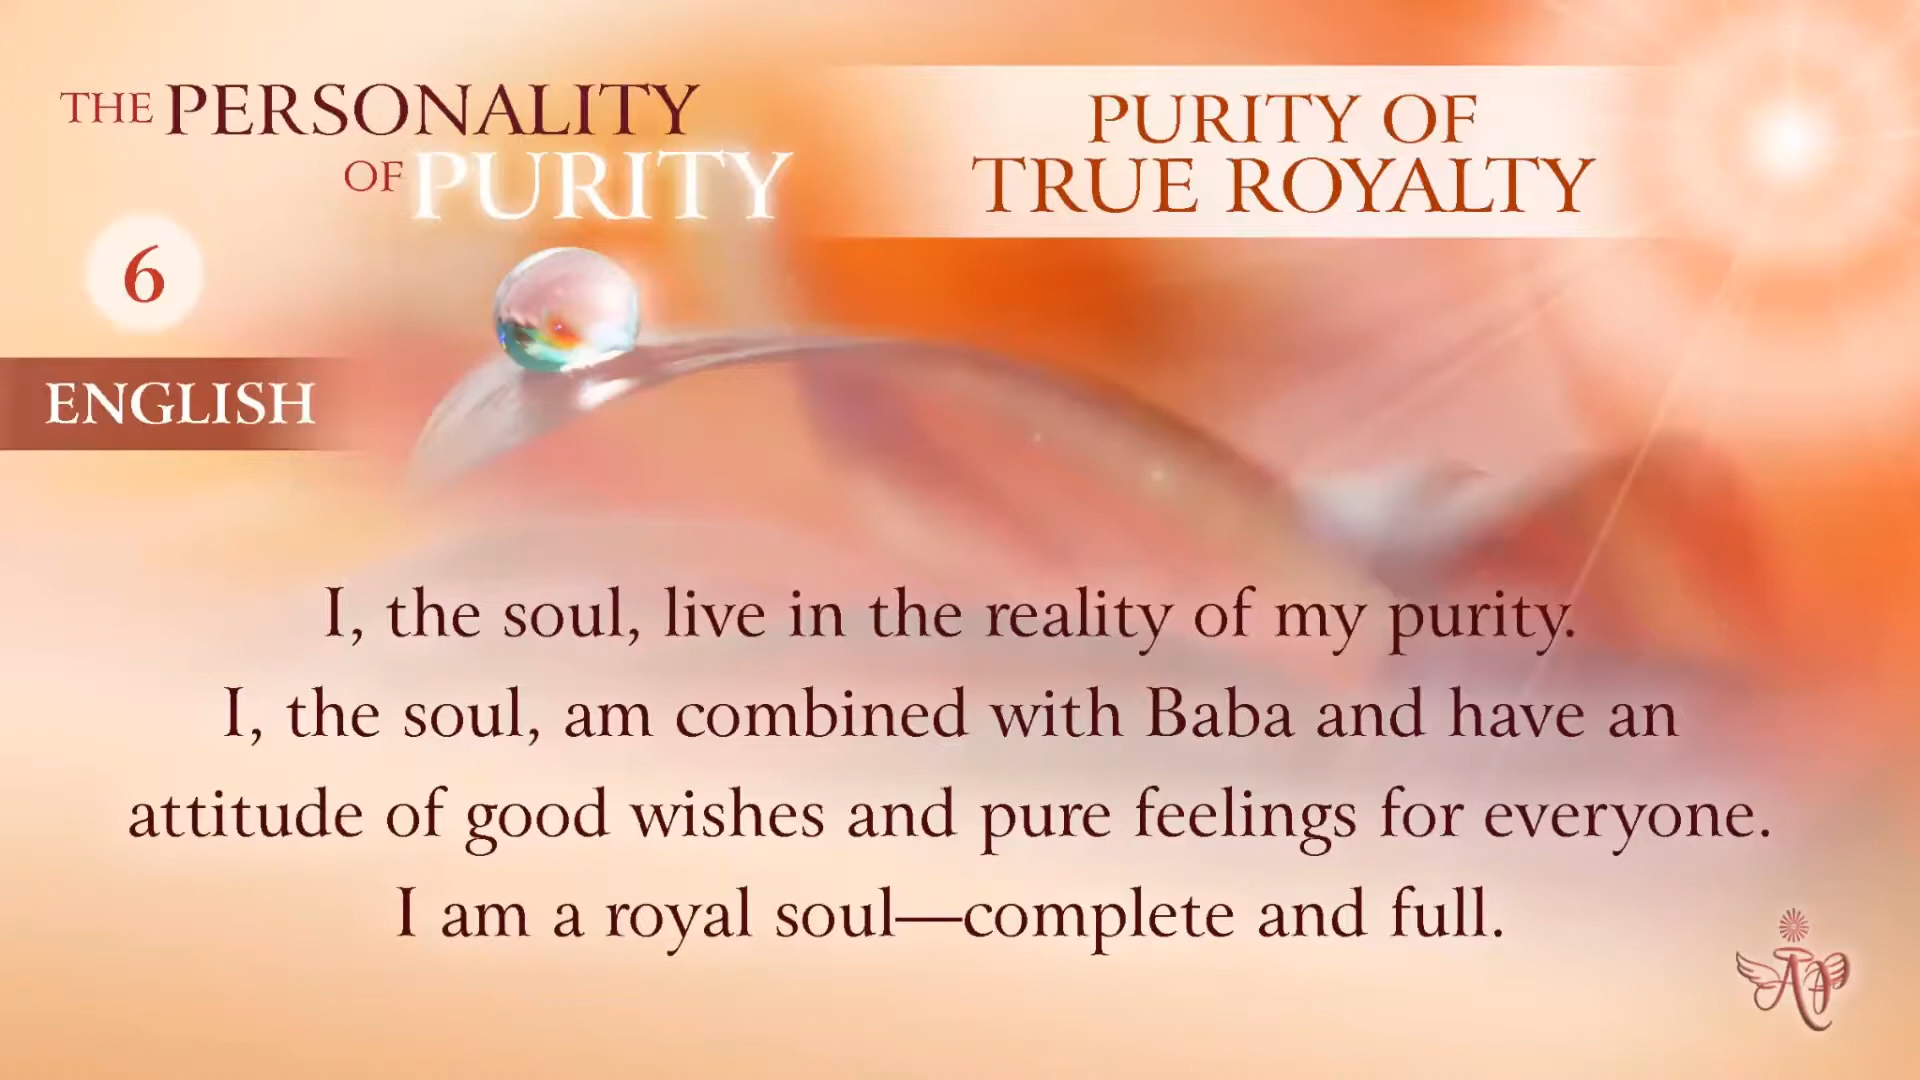 THE PERSONALITY
OF PURITY
PURITY OF
TRUE ROYALTY
6
ENGLISH
I, the soul, live in the reality of my purity.
I, the soul, am combined with Baba and have an
attitude of good wishes and pure feelings for everyone.
I am a royal soul—complete and full.